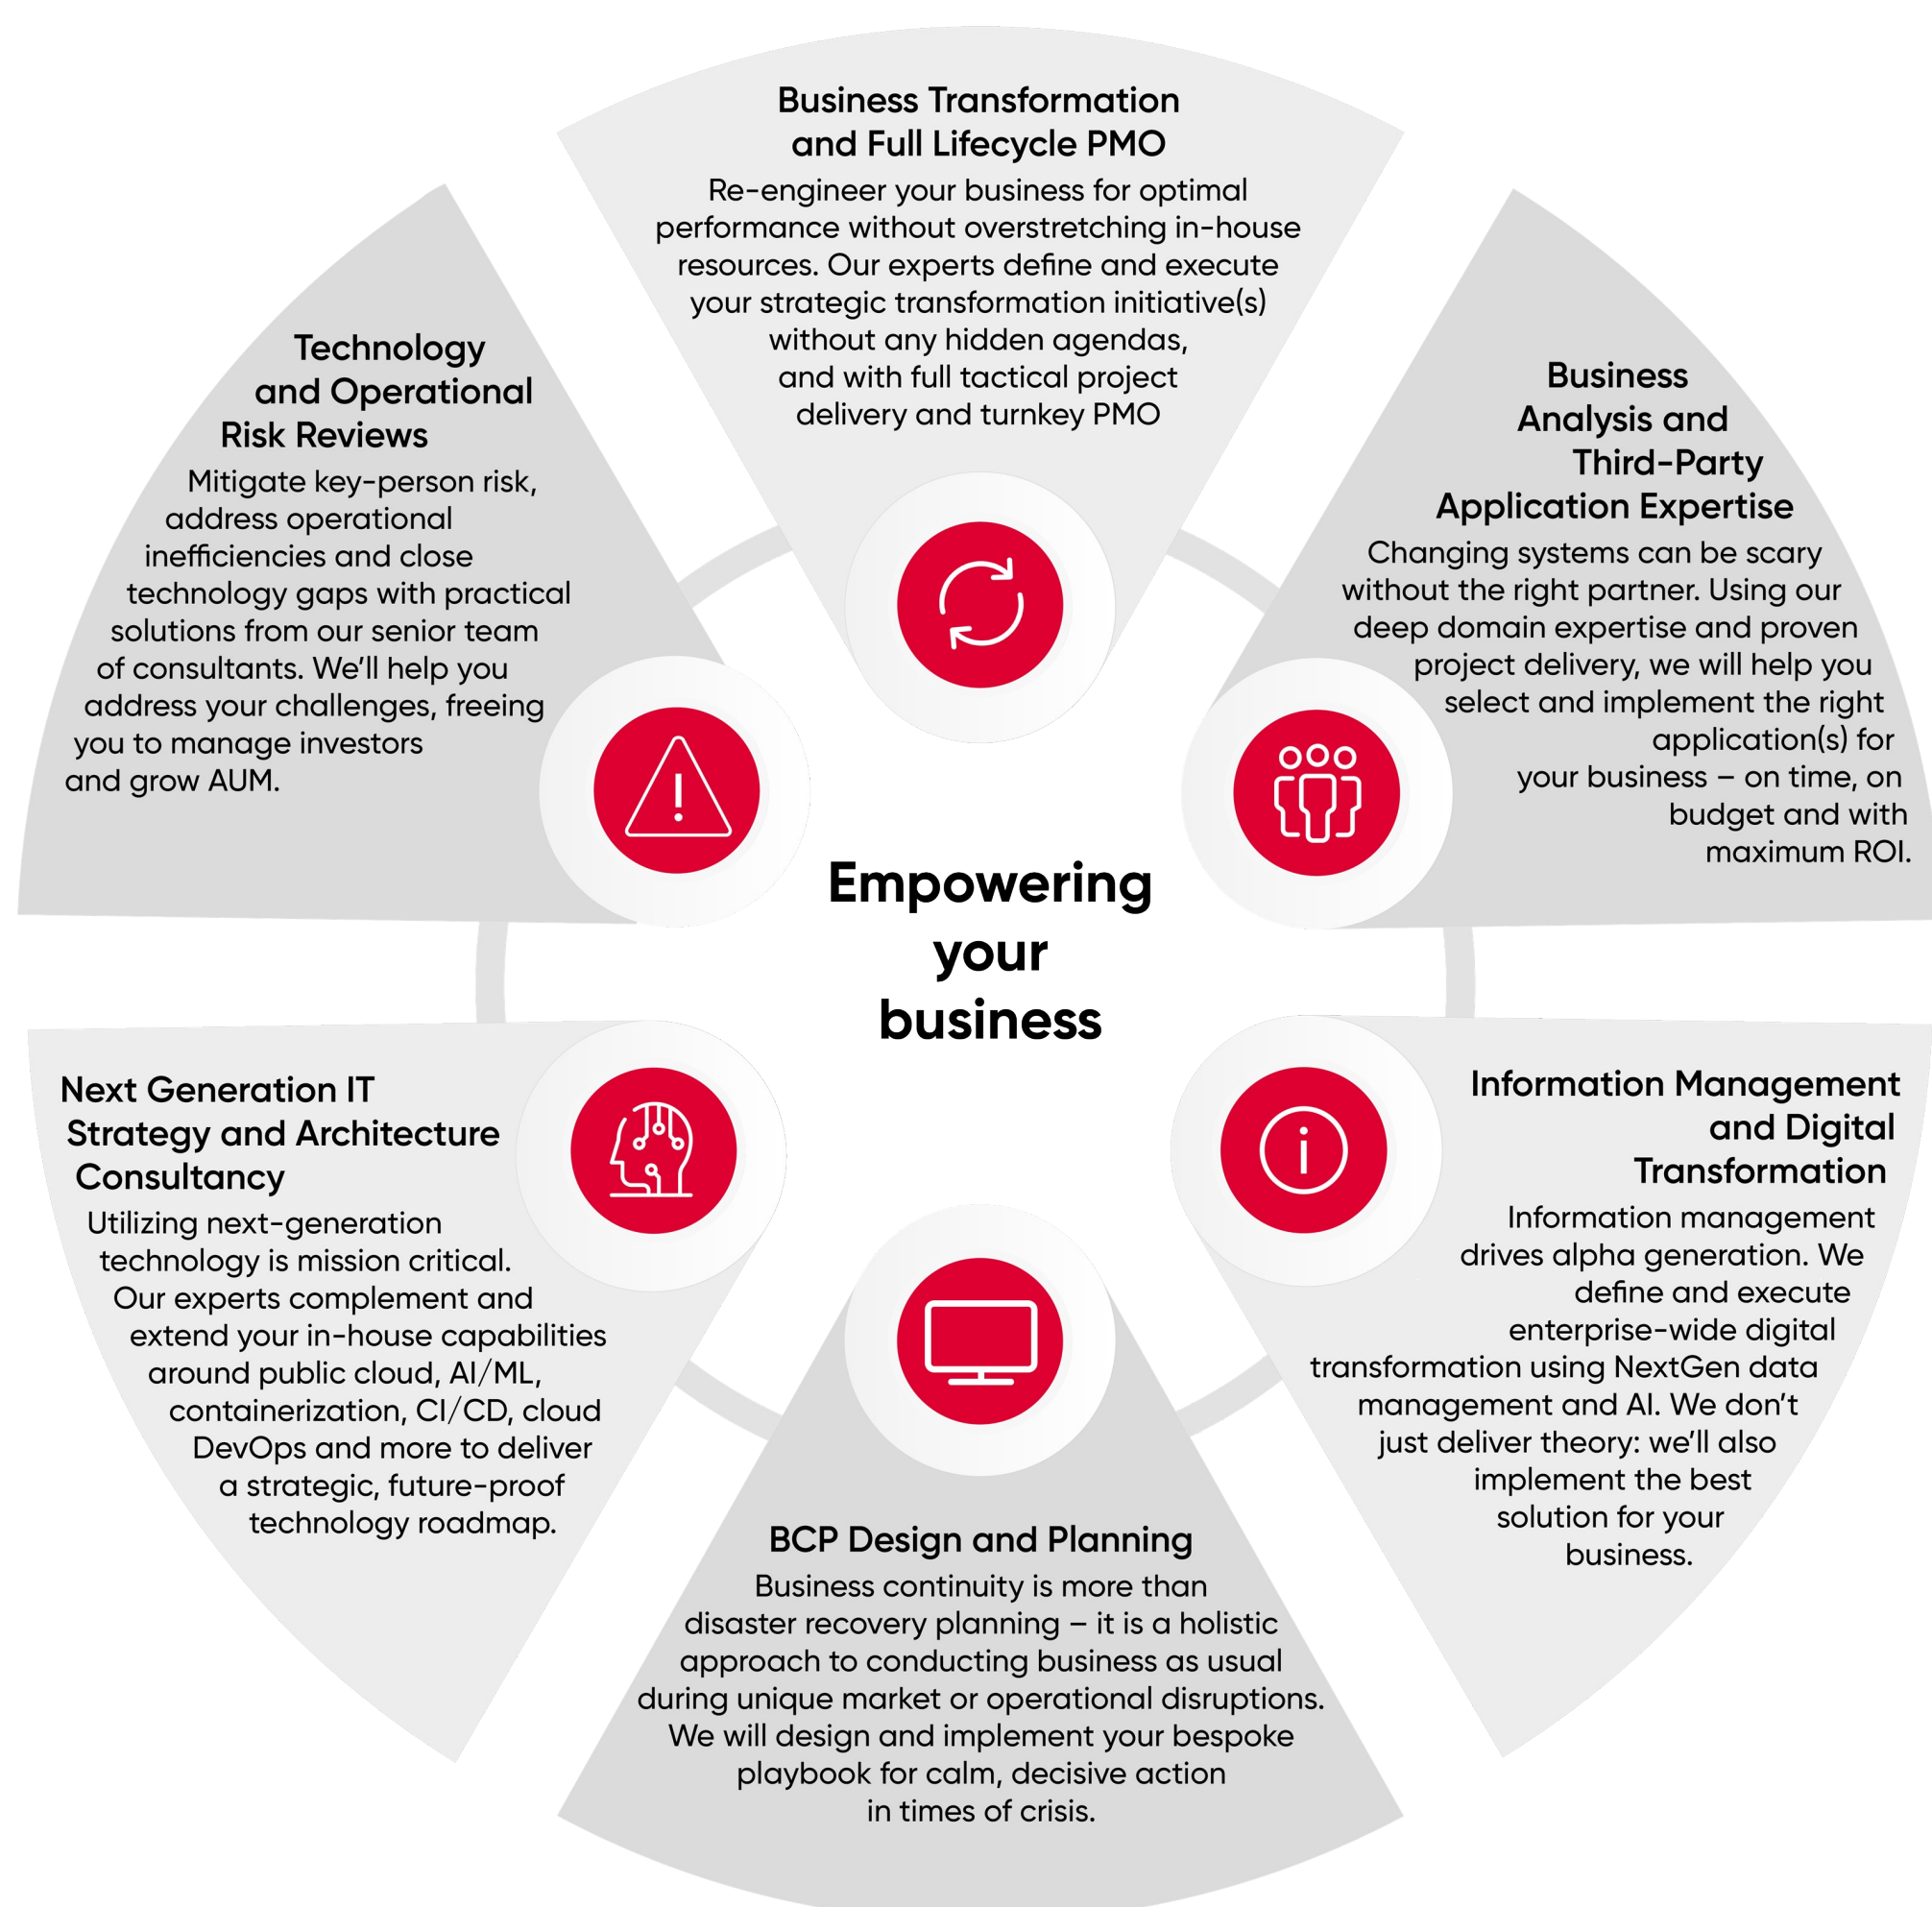 Business Transformation
and Full Lifecycle PMO
Re-engineer your business for optimal
performance without overstretching in-house
resources. Our experts define and execute
your strategic transformation initiative(s)
without any hidden agendas,
and with full tactical project
delivery and turnkey PMO
Business
Analysis and
Third-Party
Application Expertise
Changing systems can be scary
without the right partner. Using our
deep domain expertise and proven
project delivery, we will help you
select and implement the right
application(s) for
your business – on time, on
budget and with
maximum ROI.
Information Management
and Digital
Transformation
Information management
drives alpha generation. We
define and execute
enterprise-wide digital
transformation using NextGen data
management and AI. We don’t
just deliver theory: we’ll also
implement the best
solution for your
business.
BCP Design and Planning
Business continuity is more than
disaster recovery planning – it is a holistic
approach to conducting business as usual
during unique market or operational disruptions.
We will design and implement your bespoke
playbook for calm, decisive action
in times of crisis.
Next Generation IT
Strategy and Architecture
Consultancy
Utilizing next-generation
technology is mission critical.
Our experts complement and
extend your in-house capabilities
around public cloud, AI/ML,
containerization, CI/CD, cloud
DevOps and more to deliver
a strategic, future-proof
technology roadmap.
Technology
and Operational
Risk Reviews
Mitigate key-person risk,
address operational
inefficiencies and close
technology gaps with practical
solutions from our senior team
of consultants. We’ll help you
address your challenges, freeing
you to manage investors
and grow AUM.
Empowering
your
business